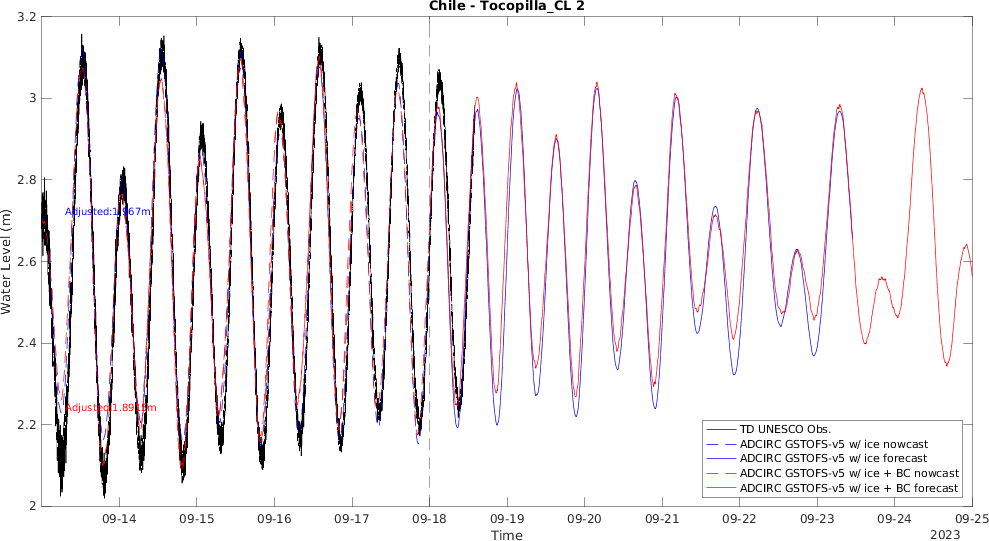 Chile - Tocopilla_CL 2
3.2
3
2.8
2.6
2.4
2.2
2
Water Level (m)
Adjusted:1.967m
TD UNESCO Obs.
ADCIRC GSTOFS-v5 w/ ice nowcast
ADCIRC GSTOFS-v5 w/ ice forecast
ADCIRC GSTOFS-v5 w/ ice + BC nowcast
ADCIRC GSTOFS-v5 w/ ice + BC forecast
09-14
09-15
09-16
09-17
09-18
09-19
09-20
09-21
09-22
09-23
09-24
09-25
Time
2023